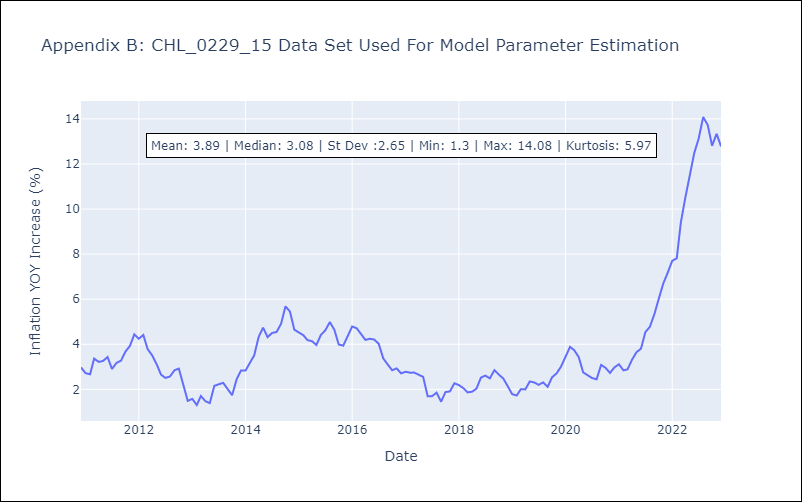 Appendix B: CHL_0229_15 Data Set Used For Model Parameter Estimation
Mean: 3.89 | Median: 3.08 | St Dev :2.65 | Min: 1.3 | Max: 14.08 | Kurtosis: 5.97
Inflation YOY Increase (%)
14
12
10
8
6
4
2
2012 2014 2016 2018 2020 2022
Date